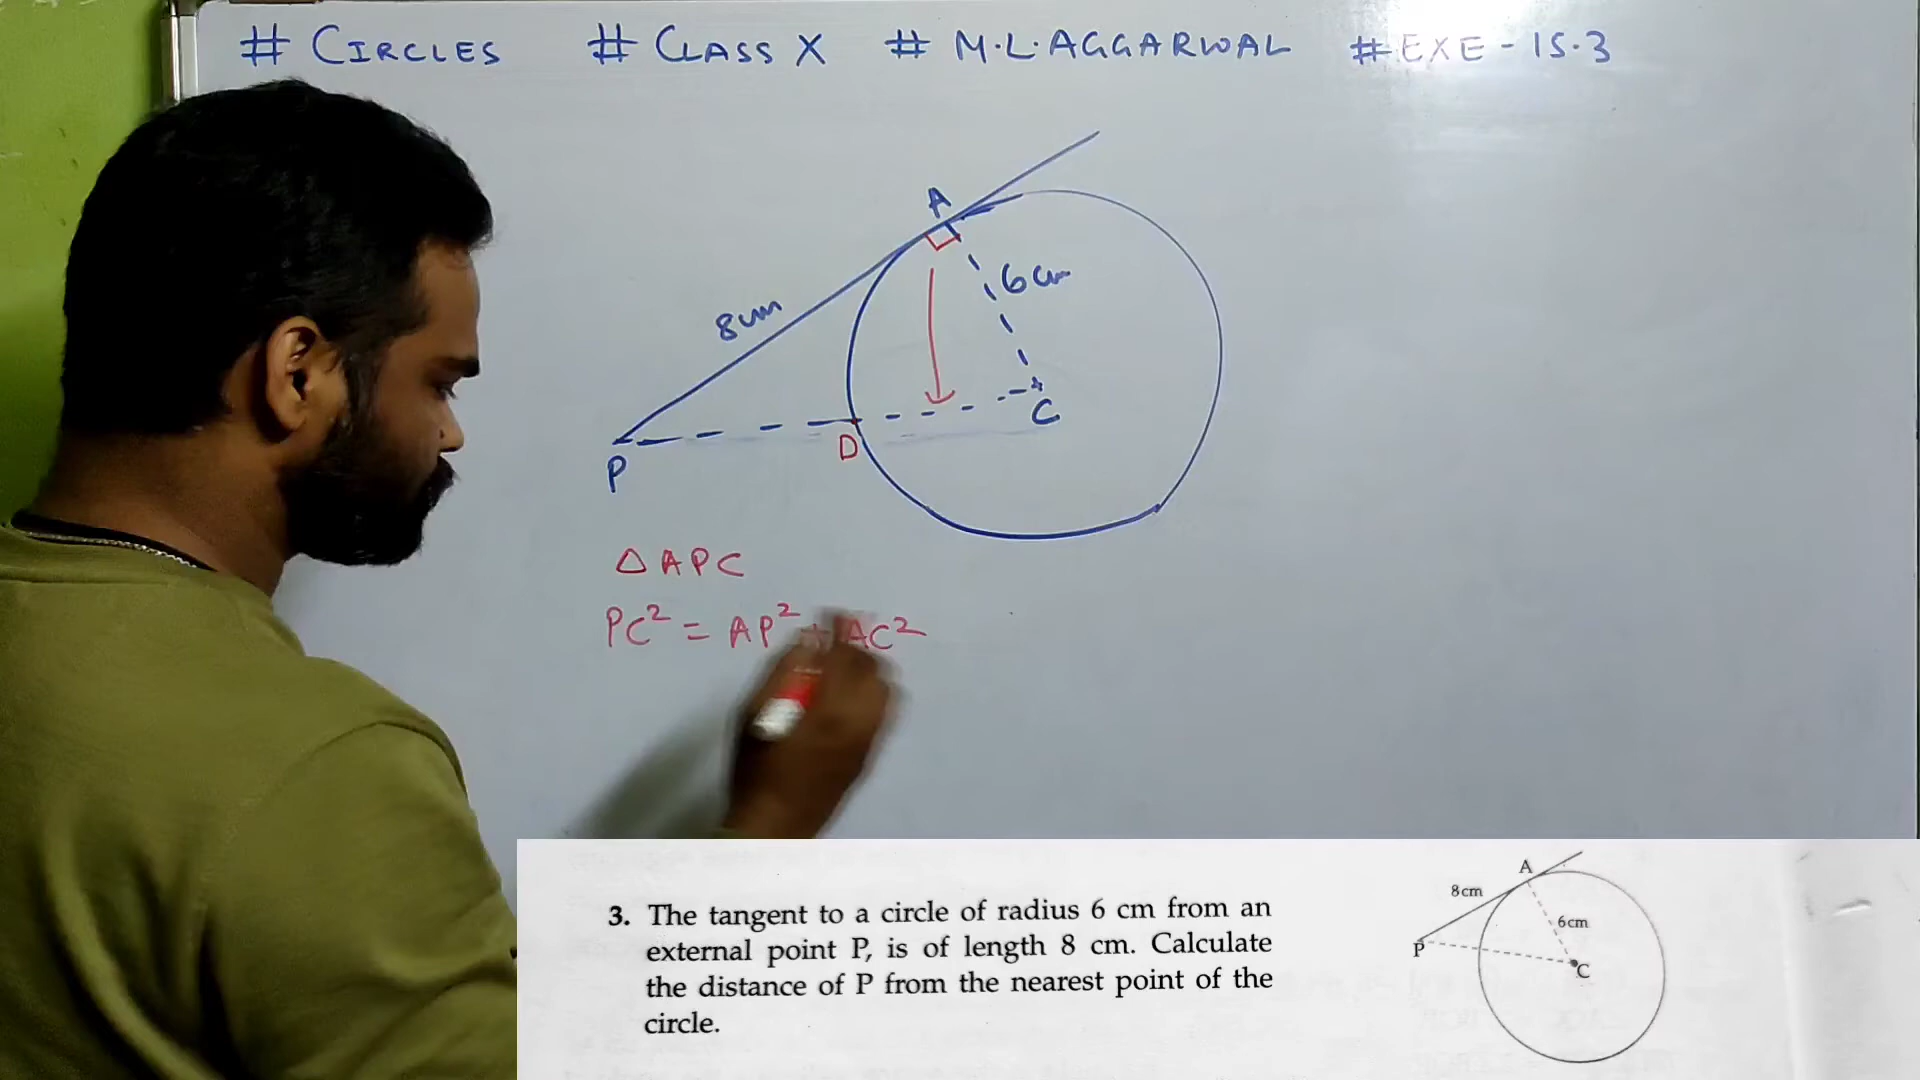 # CIRCLES # CLASS X # M.L.AGGARWAL # EXE - 15.3
A
6 cm
8cm
C
D
P
△ APC
PC² = AP² + AC²
3. The tangent to a circle of radius 6 cm from an
external point P, is of length 8 cm. Calculate
the distance of P from the nearest point of the
circle.
A
8cm
6cm
P
C